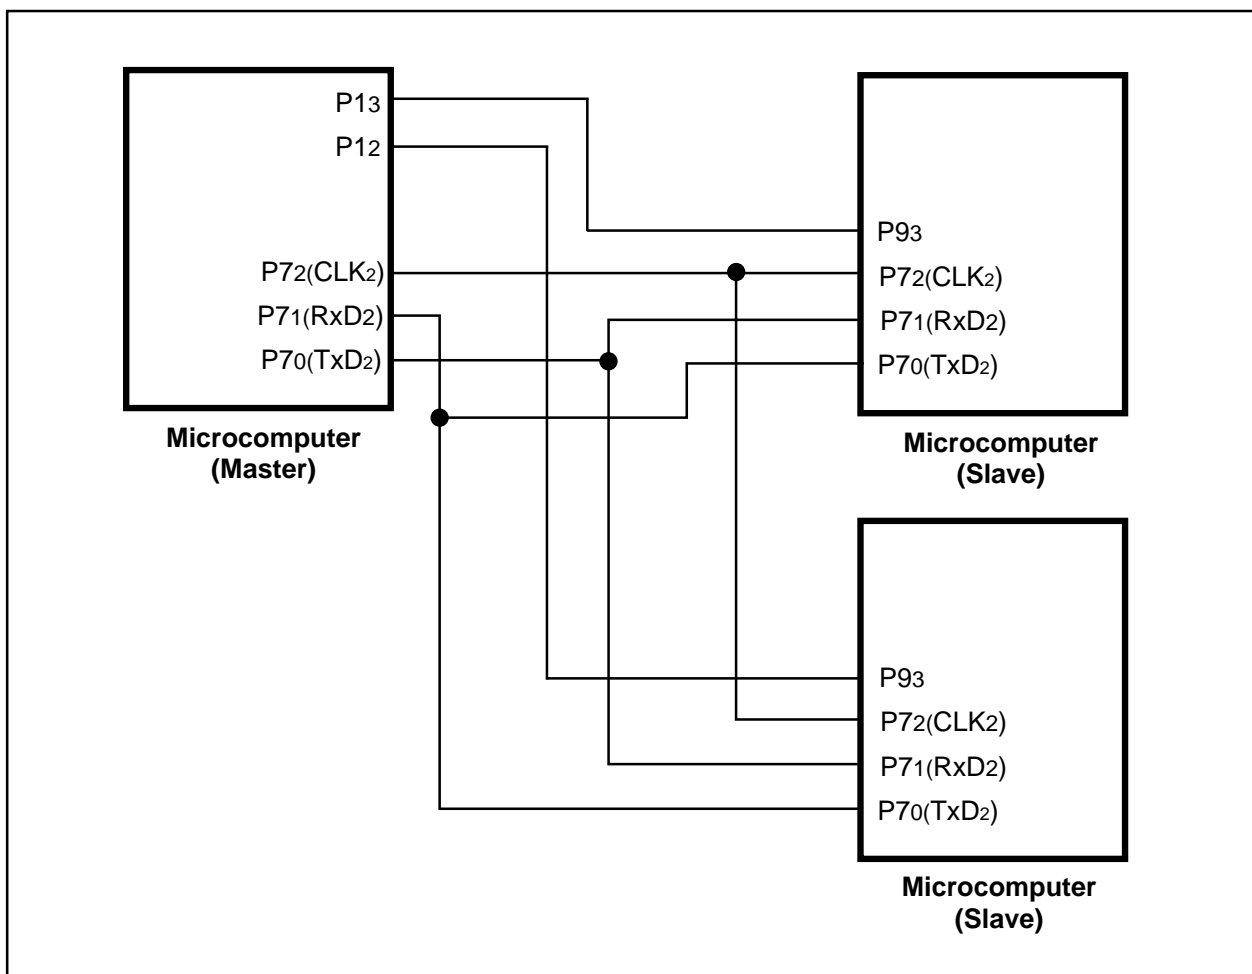 P13
P12
P72(CLK2)
P71(RxD2)
P70(TxD2)
Microcomputer
(Master)
P93
P72(CLK2)
P71(RxD2)
P70(TxD2)
Microcomputer
(Slave)
P93
P72(CLK2)
P71(RxD2)
P70(TxD2)
Microcomputer
(Slave)